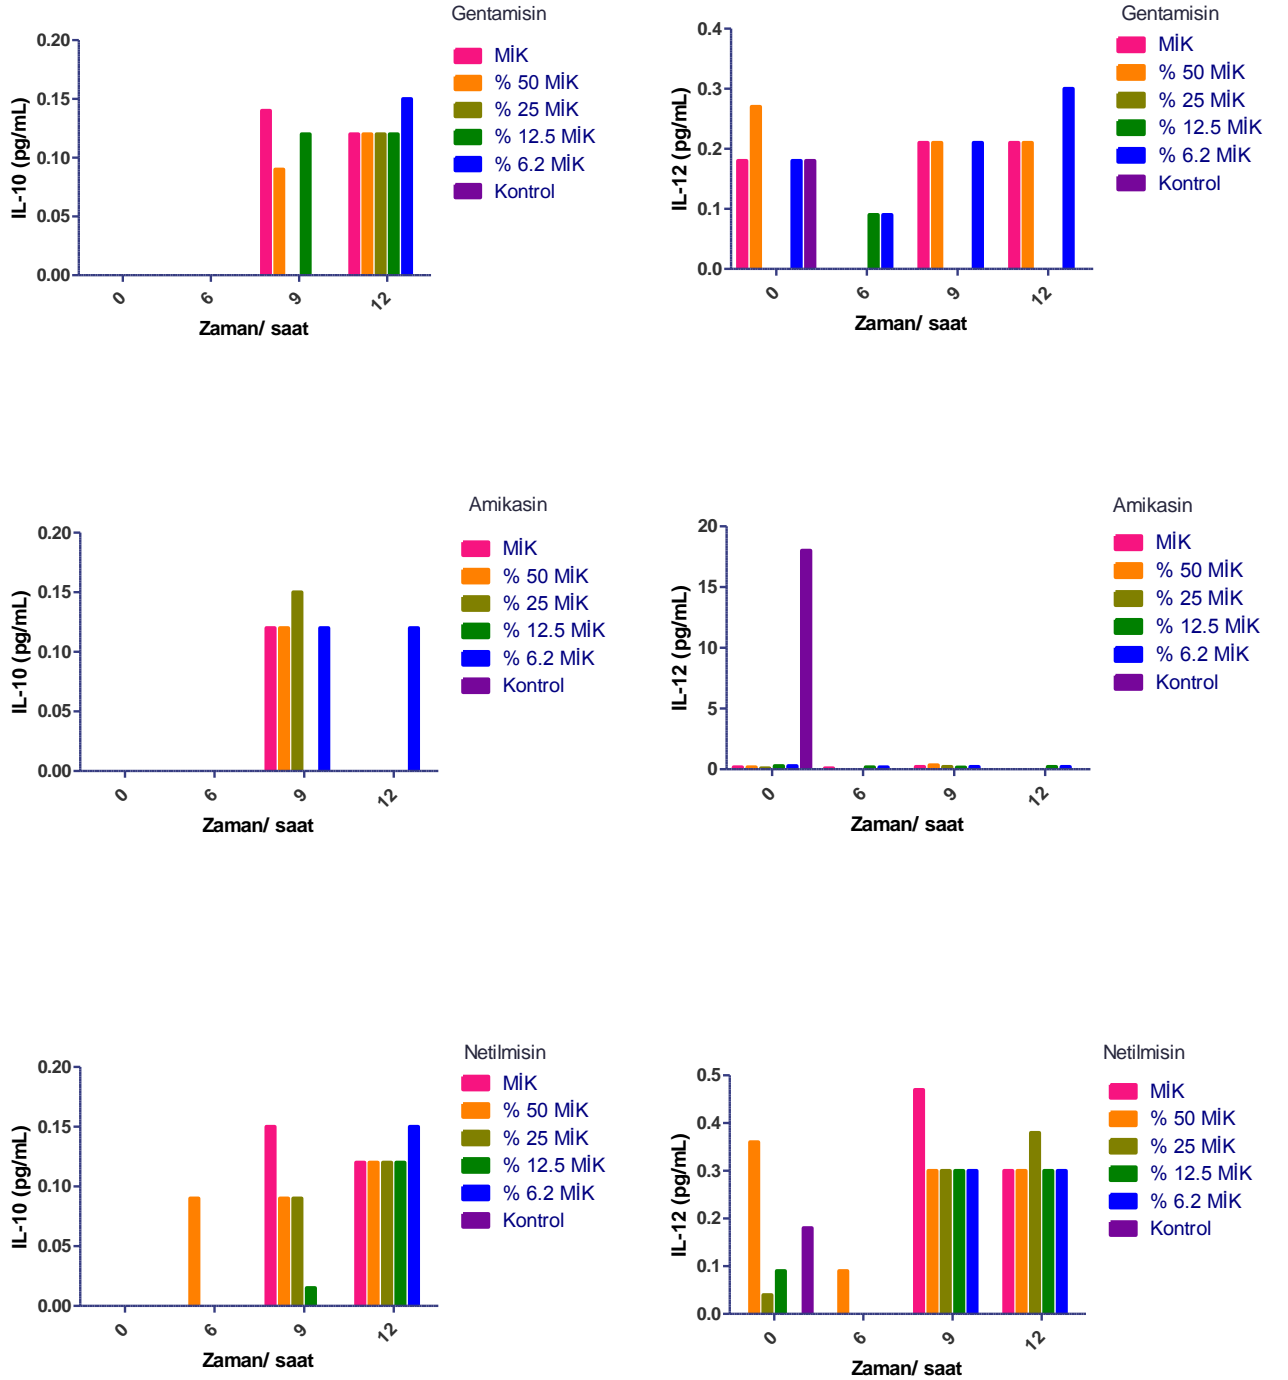 Gentamisin
0.20
0.15
0.10
0.05
0.00
IL-10 (pg/mL)
0
6
9
12
Zaman/ saat
MİK
% 50 MİK
% 25 MİK
% 12.5 MİK
% 6.2 MİK
Kontrol
Gentamisin
0.4
0.3
0.2
0.1
0.0
IL-12 (pg/mL)
0
6
9
12
Zaman/ saat
MİK
% 50 MİK
% 25 MİK
% 12.5 MİK
% 6.2 MİK
Kontrol
Amikasin
0.20
0.15
0.10
0.05
0.00
IL-10 (pg/mL)
0
6
9
12
Zaman/ saat
MİK
% 50 MİK
% 25 MİK
% 12.5 MİK
% 6.2 MİK
Kontrol
Amikasin
20
15
10
5
0
IL-12 (pg/mL)
0
6
9
12
Zaman/ saat
MİK
% 50 MİK
% 25 MİK
% 12.5 MİK
% 6.2 MİK
Kontrol
Netilmisin
0.20
0.15
0.10
0.05
0.00
IL-10 (pg/mL)
0
6
9
12
Zaman/ saat
MİK
% 50 MİK
% 25 MİK
% 12.5 MİK
% 6.2 MİK
Kontrol
Netilmisin
0.5
0.4
0.3
0.2
0.1
0.0
IL-12 (pg/mL)
0
6
9
12
Zaman/ saat
MİK
% 50 MİK
% 25 MİK
% 12.5 MİK
% 6.2 MİK
Kontrol